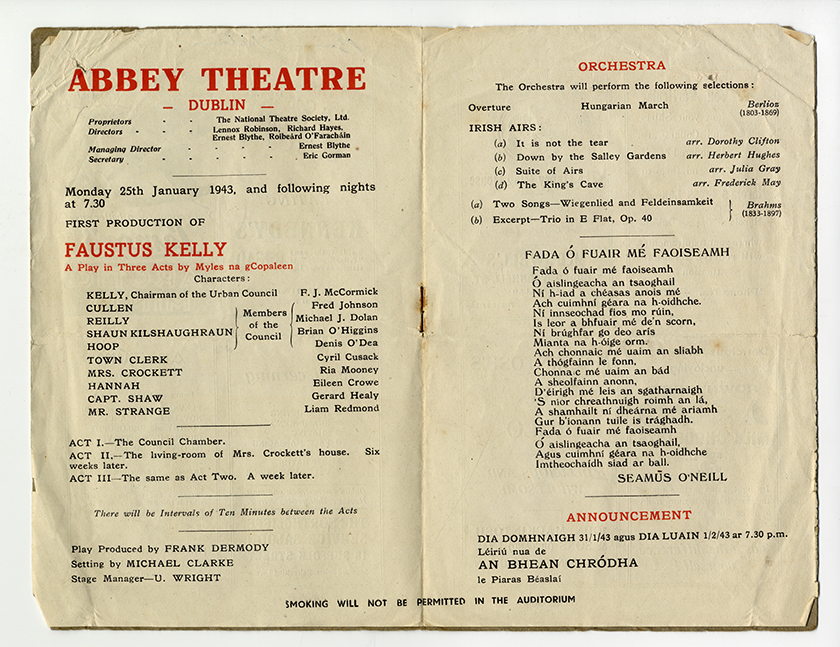 ABBEY THEATRE
— DUBLIN —
Proprietors - - The National Theatre Society, Ltd.
Directors - - - Lennox Robinson, Richard Hayes,
Ernest Blythe, Roibeárd O'Faracháin
Managing Director - - - - Ernest Blythe
Secretary - - - - - Eric Gorman
Monday 25th January 1943, and following nights
at 7.30
FIRST PRODUCTION OF
FAUSTUS KELLY
A Play in Three Acts by Myles na gCopaleen
Characters:
KELLY, Chairman of the Urban Council F. J. McCormick
CULLEN Fred Johnson
REILLY Michael J. Dolan
SHAUN KILSHAUGHRAUN Brian O'Higgins
HOOP Denis O'Dea
Members
of the
Council
TOWN CLERK Cyril Cusack
MRS. CROCKETT Ria Mooney
HANNAH Eileen Crowe
CAPT. SHAW Gerard Healy
MR. STRANGE Liam Redmond
ACT I.—The Council Chamber.
ACT II.—The living-room of Mrs. Crockett's house. Six
weeks later.
ACT III—The same as Act Two. A week later.
There will be Intervals of Ten Minutes between the Acts
Play Produced by FRANK DERMODY
Setting by MICHAEL CLARKE
Stage Manager—U. WRIGHT
ORCHESTRA
The Orchestra will perform the following selections:
Overture Hungarian March Berlioz
(1803-1869)
IRISH AIRS:
(a) It is not the tear arr. Dorothy Clifton
(b) Down by the Salley Gardens arr. Herbert Hughes
(c) Suite of Airs arr. Julia Gray
(d) The King's Cave arr. Frederick May
(a) Two Songs—Wiegenlied and Feldeinsamkeit Brahms
(b) Excerpt—Trio in E Flat, Op. 40 (1833-1897)
FADA Ó FUAIR MÉ FAOISEAMH
Fada ó fuair mé faoiseamh
Ó aislingeacha an tsaoghail
Ní h-iad a chéasas anois mé
Ach cuimhní géara na h-oidhche.
Ní innseochad fios mo rúin,
Is leor a bhfuair mé de'n scorn,
Ní brúghfar go deo arís
Mianta na h-óige orm.
Ach chonnaic mé uaim an sliabh
A thógfainn le fonn,
Chonnaic mé uaim an bád
A sheolfainn anonn,
D'éirigh mé leis an sgatharnaigh
'S níor chreathnuigh roimh an lá,
A shamhailt ní dheárna mé ariamh
Gur b'ionann tuile is trághadh.
Fada ó fuair mé faoiseamh
Ó aislingeacha an tsaoghail,
Agus cuimhní géara na h-oidhche
Imtheochaidh siad ar ball.
SEAMŪS O'NEILL
ANNOUNCEMENT
DIA DOMHNAIGH 31/1/43 agus DIA LUAIN 1/2/43 ar 7.30 p.m.
Léiriú nua de
AN BHEAN CHRÓDHA
le Piaras Béaslaí
SMOKING WILL NOT BE PERMITTED IN THE AUDITORIUM